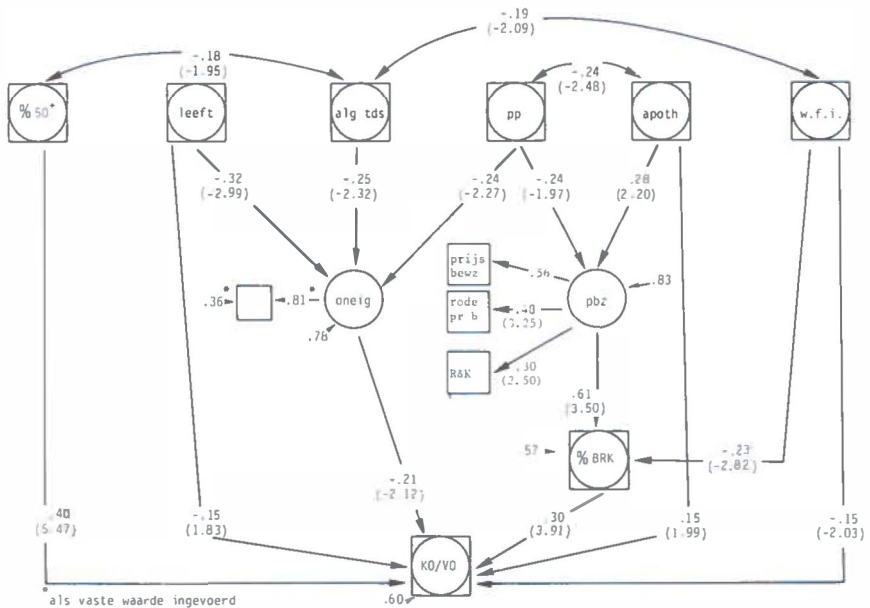 -.19
(-2.09)
-.18
(-1.95)
-.24
(-2.48)
% 50+
leeft
alg tds
pp
apoth
w.f.i.
-.32
(-2.99)
-.25
(-2.32)
-.24
(-2.27)
-.24
(-1.97)
.28
(2.20)
prijs
bewz
.56
.83
.36
.81
oneig
rode
pr b
.40
pbz
.78
R&K
.30
(2.50)
.61
(3.50)
.57
% BRK
-.23
(-2.82)
-.21
(-2.12)
.40
(5.47)
-.15
(1.83)
.30
(3.91)
.15
(1.99)
-.15
(-2.03)
KO/VO
.60
* als vaste waarde ingevoerd